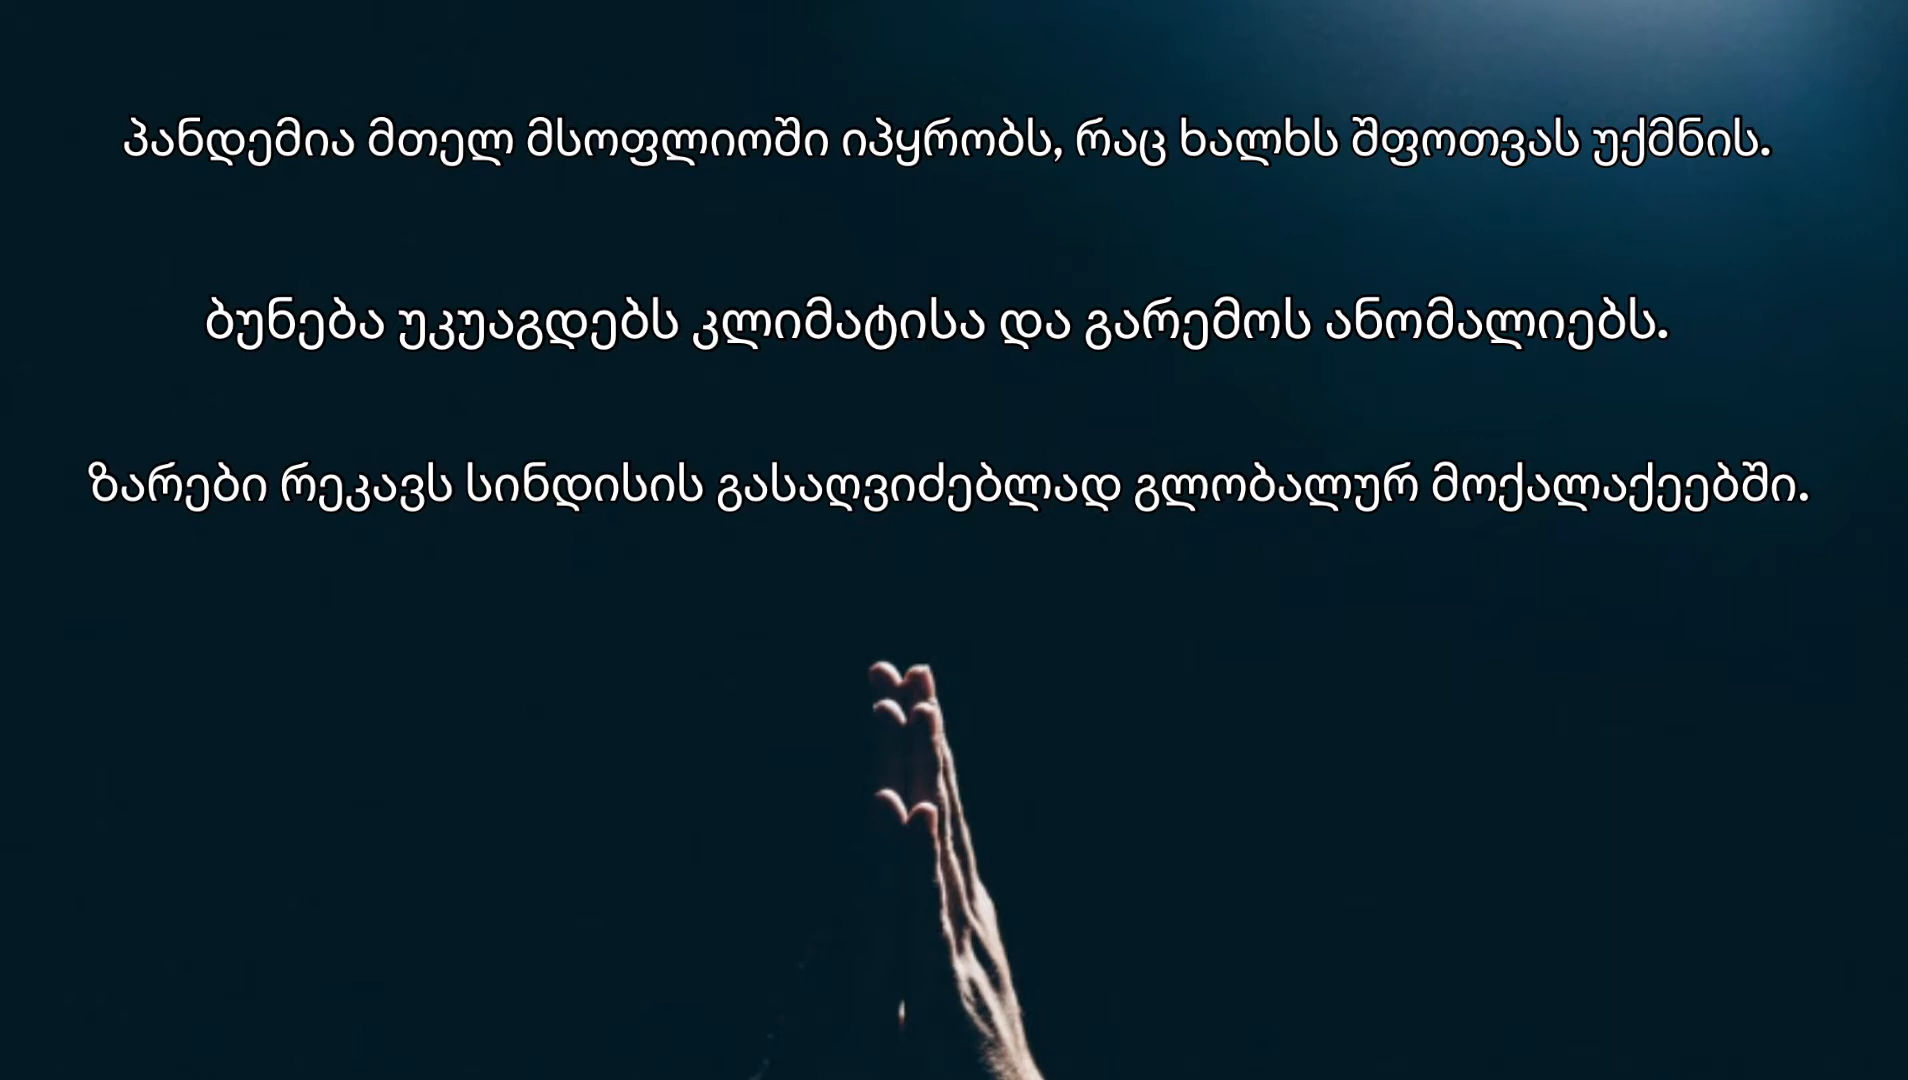 პანდემია მთელ მსოფლიოში იპყრობს, რაც ხალხს შფოთვას უქმნის.
ბუნება უკუაგდებს კლიმატისა და გარემოს ანომალიებს.
ზარები რეკავს სინდისის გასაღვიძებლად გლობალურ მოქალაქეებში.